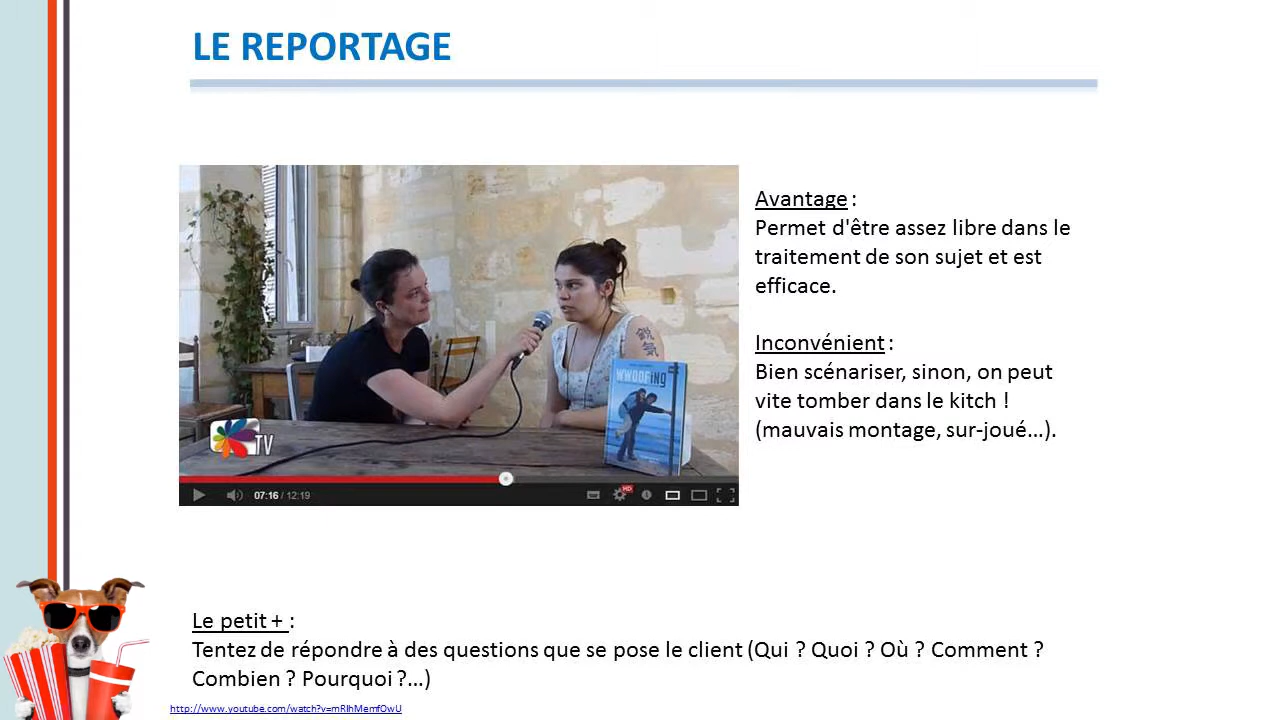 LE REPORTAGE
Avantage :
Permet d'être assez libre dans le
traitement de son sujet et est
efficace.
Inconvénient :
Bien scénariser, sinon, on peut
vite tomber dans le kitch !
(mauvais montage, sur-joué...).
WWOOFing
TV
07:16 / 12:19
HD
Le petit + :
Tentez de répondre à des questions que se pose le client (Qui ? Quoi ? Où ? Comment ?
Combien ? Pourquoi ?...)
http://www.youtube.com/watch?v=mRIhMemfOwU